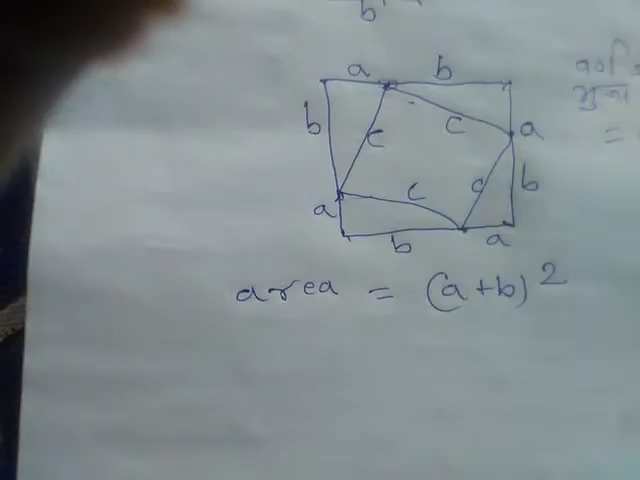 a b
b c c a
a c c b
b a
area = (a+b)²
=